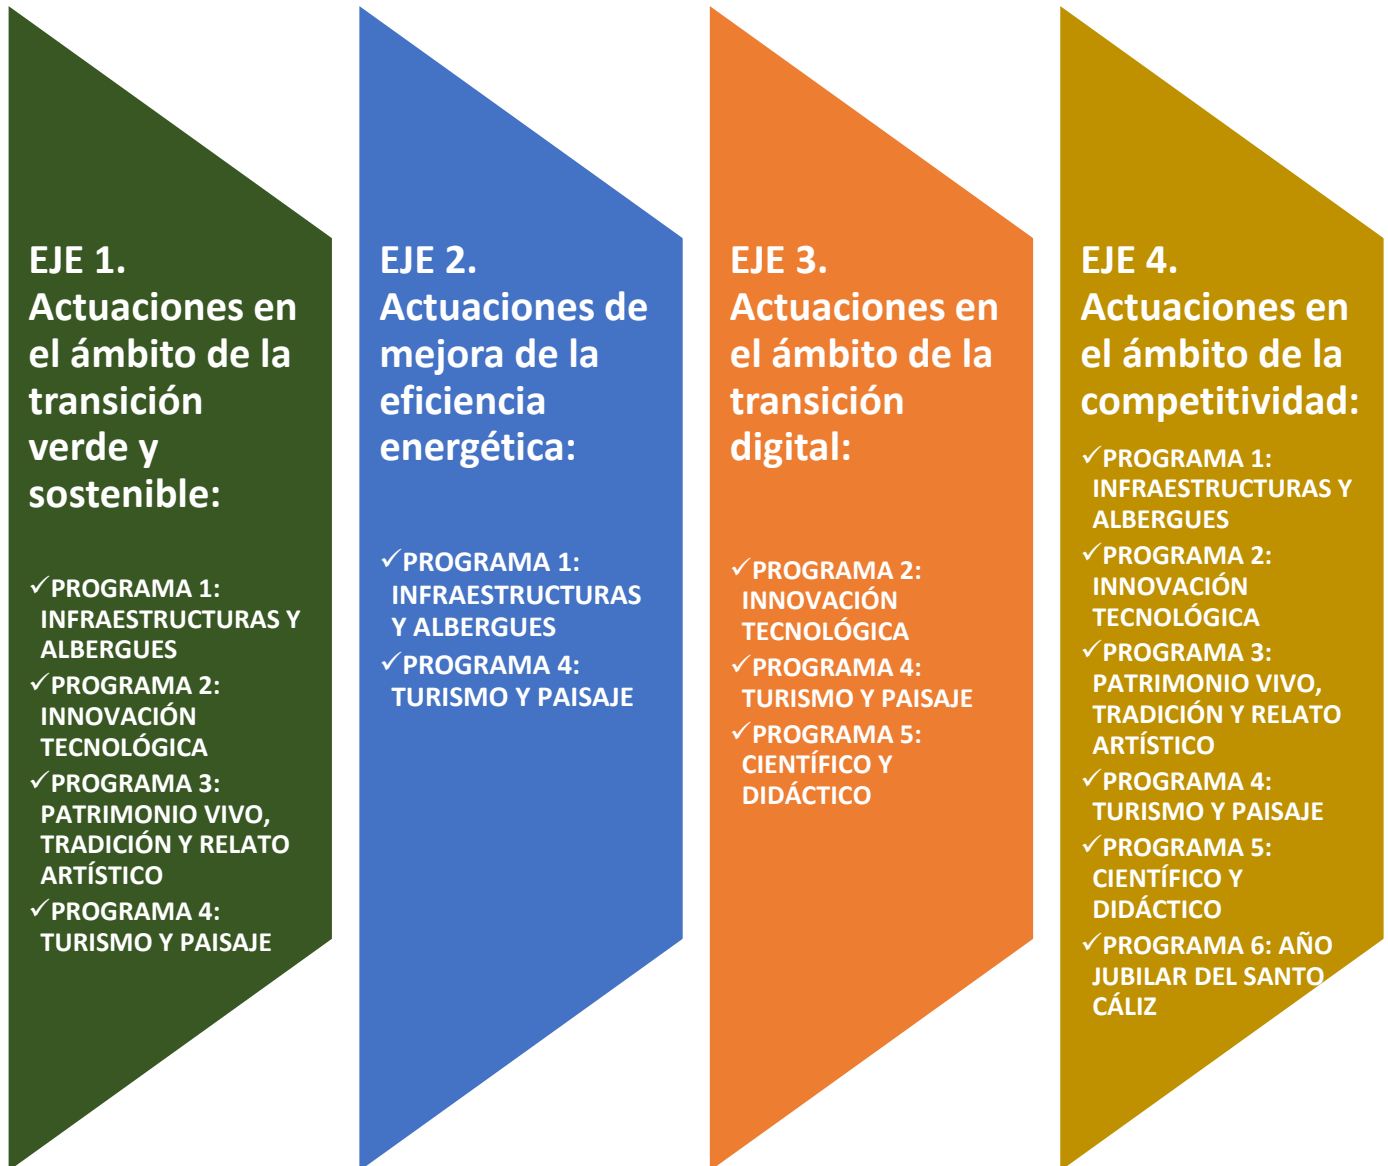 EJE 1.
Actuaciones en
el ámbito de la
transición
verde y
sostenible:
✓PROGRAMA 1:
INFRAESTRUCTURAS Y
ALBERGUES
✓PROGRAMA 2:
INNOVACIÓN
TECNOLÓGICA
✓PROGRAMA 3:
PATRIMONIO VIVO,
TRADICIÓN Y RELATO
ARTÍSTICO
✓PROGRAMA 4:
TURISMO Y PAISAJE
EJE 2.
Actuaciones de
mejora de la
eficiencia
energética:
✓PROGRAMA 1:
INFRAESTRUCTURAS
Y ALBERGUES
✓PROGRAMA 4:
TURISMO Y PAISAJE
EJE 3.
Actuaciones en
el ámbito de la
transición
digital:
✓PROGRAMA 2:
INNOVACIÓN
TECNOLÓGICA
✓PROGRAMA 4:
TURISMO Y PAISAJE
✓PROGRAMA 5:
CIENTÍFICO Y
DIDÁCTICO
EJE 4.
Actuaciones en
el ámbito de la
competitividad:
✓PROGRAMA 1:
INFRAESTRUCTURAS Y
ALBERGUES
✓PROGRAMA 2:
INNOVACIÓN
TECNOLÓGICA
✓PROGRAMA 3:
PATRIMONIO VIVO,
TRADICIÓN Y RELATO
ARTÍSTICO
✓PROGRAMA 4:
TURISMO Y PAISAJE
✓PROGRAMA 5:
CIENTÍFICO Y
DIDÁCTICO
✓PROGRAMA 6: AÑO
JUBILAR DEL SANTO
CÁLIZ